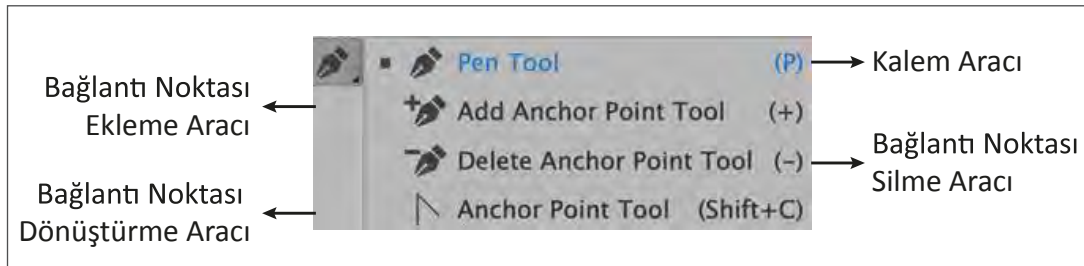 Pen Tool (P)
Kalem Aracı
Bağlantı Noktası
Ekleme Aracı
Add Anchor Point Tool (+)
Delete Anchor Point Tool (–)
Bağlantı Noktası
Silme Aracı
Bağlantı Noktası
Dönüştürme Aracı
Anchor Point Tool (Shift+C)